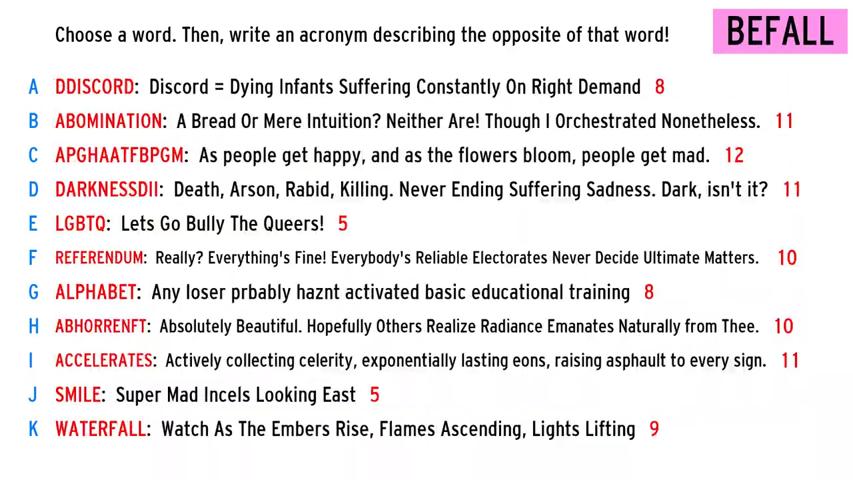 Choose a word. Then, write an acronym describing the opposite of that word!
BEFALL
A DDISCORD: Discord = Dying Infants Suffering Constantly On Right Demand 8
B ABOMINATION: A Bread Or Mere Intuition? Neither Are! Though I Orchestrated Nonetheless. 11
C APGHAATFBPGM: As people get happy, and as the flowers bloom, people get mad. 12
D DARKNESSDII: Death, Arson, Rabid, Killing. Never Ending Suffering Sadness. Dark, isn't it? 11
E LGBTQ: Lets Go Bully The Queers! 5
F REFERENDUM: Really? Everything's Fine! Everybody's Reliable Electorates Never Decide Ultimate Matters. 10
G ALPHABET: Any loser prbably haznt activated basic educational training 8
H ABHORRENFT: Absolutely Beautiful. Hopefully Others Realize Radiance Emanates Naturally from Thee. 10
I ACCELERATES: Actively collecting celerity, exponentially lasting eons, raising asphault to every sign. 11
J SMILE: Super Mad Incels Looking East 5
K WATERFALL: Watch As The Embers Rise, Flames Ascending, Lights Lifting 9